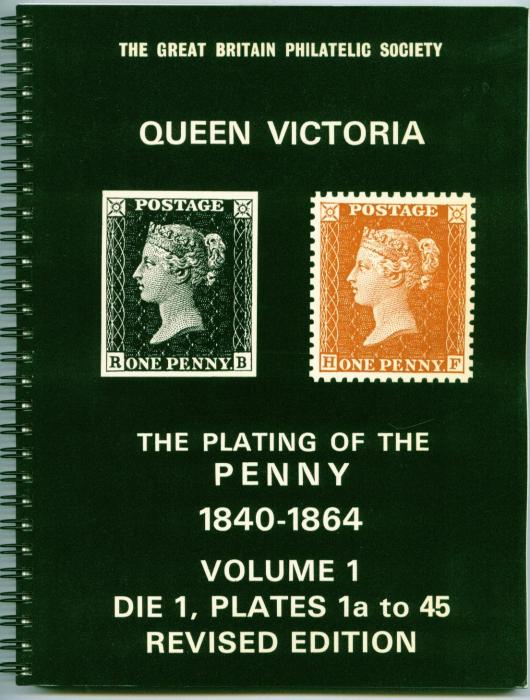 THE GREAT BRITAIN PHILATELIC SOCIETY
QUEEN VICTORIA
POSTAGE
R ONE PENNY. B
POSTAGE
H ONE PENNY. F
THE PLATING OF THE
PENNY
1840-1864
VOLUME 1
DIE 1, PLATES 1a to 45
REVISED EDITION